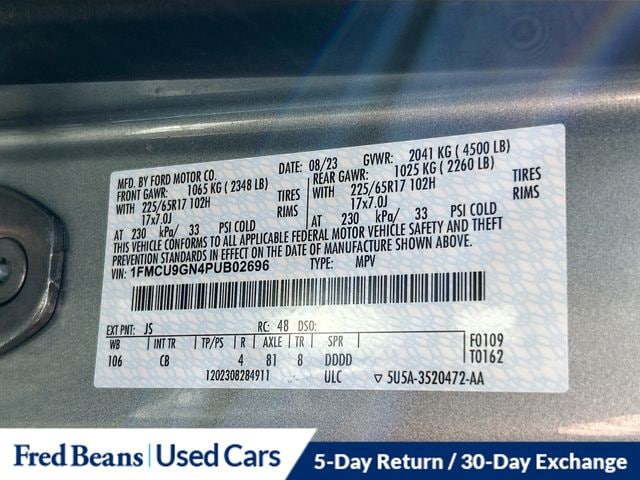 MFD. BY FORD MOTOR CO.
DATE: 08/23 GVWR: 2041 KG ( 4500 LB)
FRONT GAWR: 1065 KG ( 2348 LB)
REAR GAWR: 1025 KG ( 2260 LB)
WITH 225/65R17 102H TIRES
WITH 225/65R17 102H TIRES
17x7.0J RIMS
17x7.0J RIMS
AT 230 kPa/ 33 PSI COLD
AT 230 kPa/ 33 PSI COLD
THIS VEHICLE CONFORMS TO ALL APPLICABLE FEDERAL MOTOR VEHICLE SAFETY AND THEFT
PREVENTION STANDARDS IN EFFECT ON THE DATE OF MANUFACTURE SHOWN ABOVE.
VIN: 1FMCU9GN4PUB02696 TYPE: MPV
EXT PNT: JS RC: 48 DSO:
WB INT TR TP/PS R AXLE TR SPR
106 CB 4 81 8 DDDD
F0109
T0162
1202308284911 ULC ▽ 5U5A-3520472-AA
Fred Beans | Used Cars 5-Day Return / 30-Day Exchange